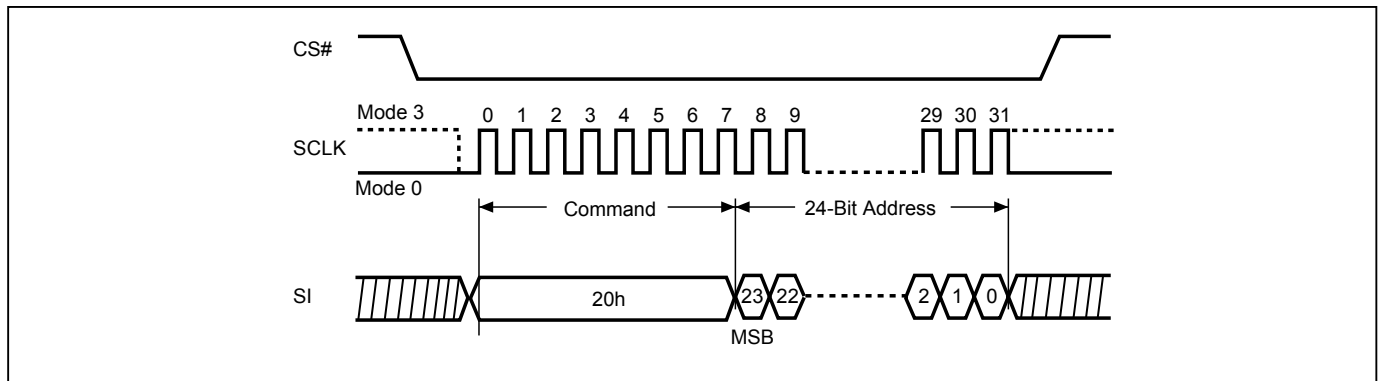 CS#
Mode 3
0 1 2 3 4 5 6 7 8 9 29 30 31
SCLK
Mode 0
Command 24-Bit Address
SI 20h 23 22 2 1 0
MSB